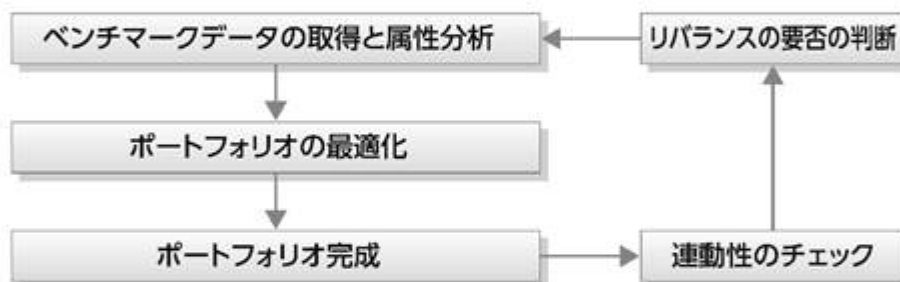 ベンチマークデータの取得と属性分析
リバランスの要否の判断
ポートフォリオの最適化
ポートフォリオ完成
連動性のチェック